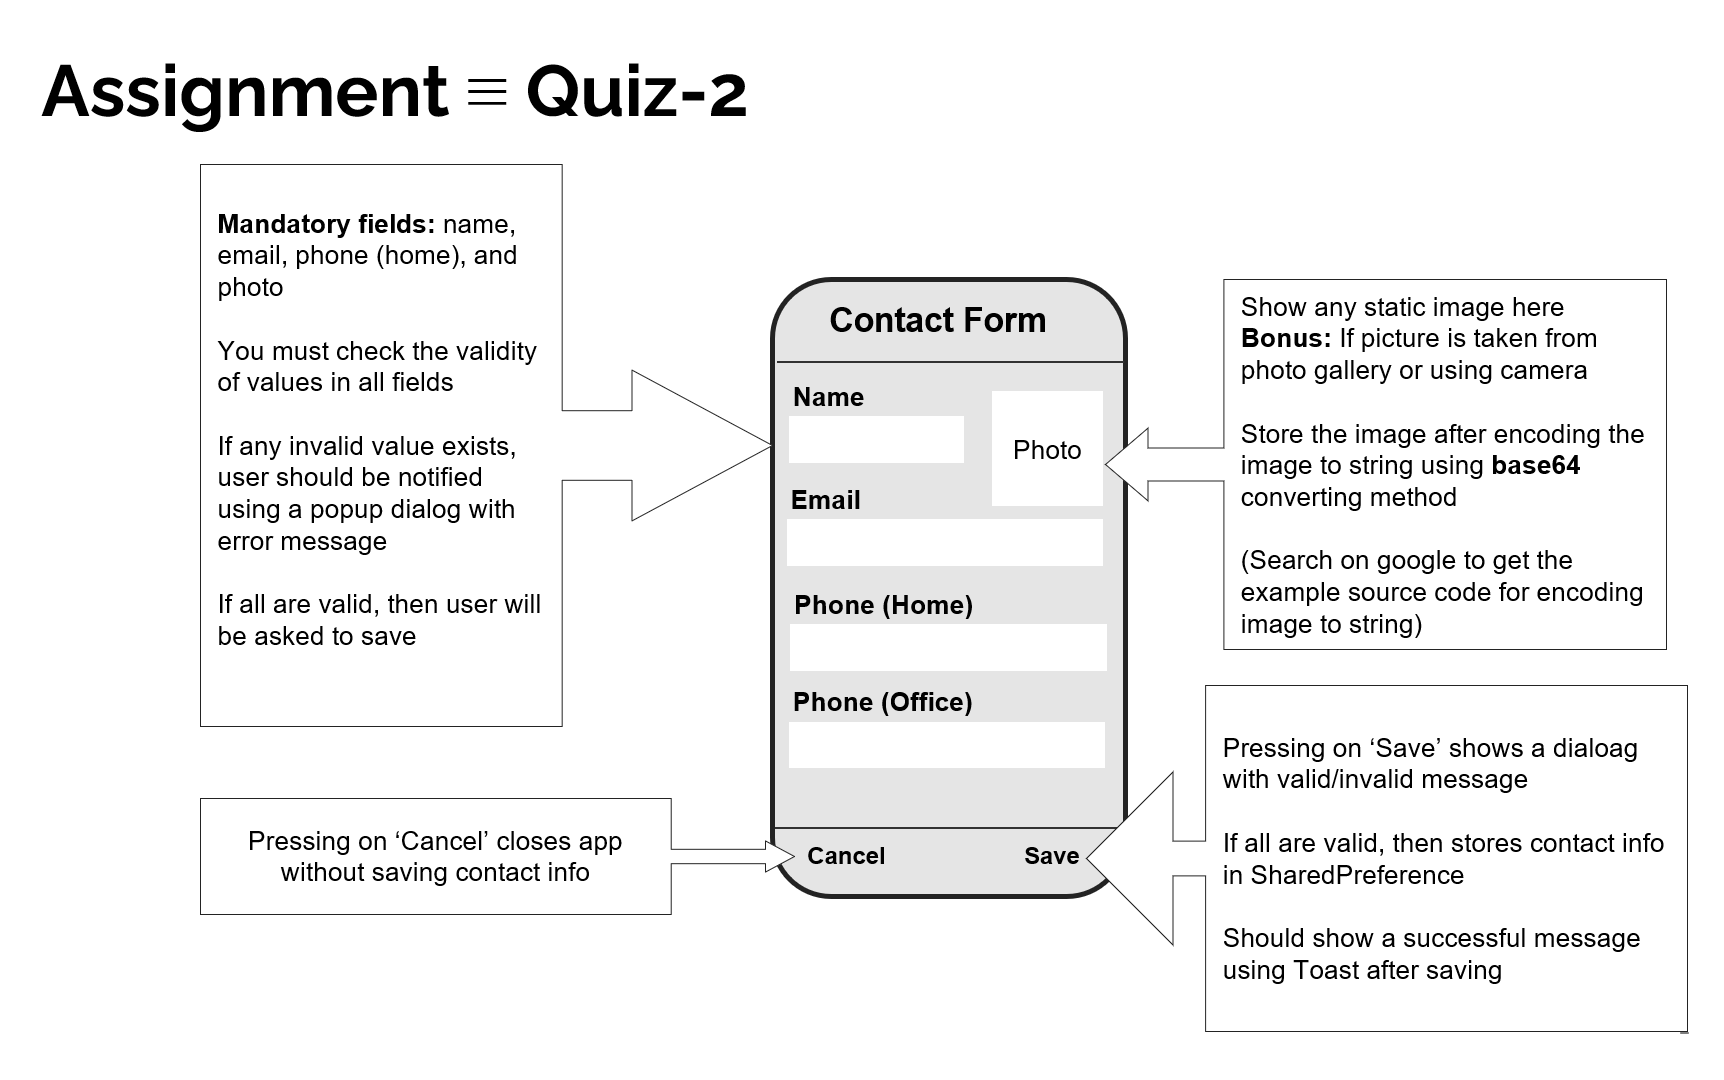 Assignment ≡ Quiz-2
Mandatory fields: name,
email, phone (home), and
photo
You must check the validity
of values in all fields
If any invalid value exists,
user should be notified
using a popup dialog with
error message
If all are valid, then user will
be asked to save
Pressing on ‘Cancel’ closes app
without saving contact info
Contact Form
Name
Photo
Email
Phone (Home)
Phone (Office)
Cancel
Save
Show any static image here
Bonus: If picture is taken from
photo gallery or using camera
Store the image after encoding the
image to string using base64
converting method
(Search on google to get the
example source code for encoding
image to string)
Pressing on ‘Save’ shows a dialoag
with valid/invalid message
If all are valid, then stores contact info
in SharedPreference
Should show a successful message
using Toast after saving